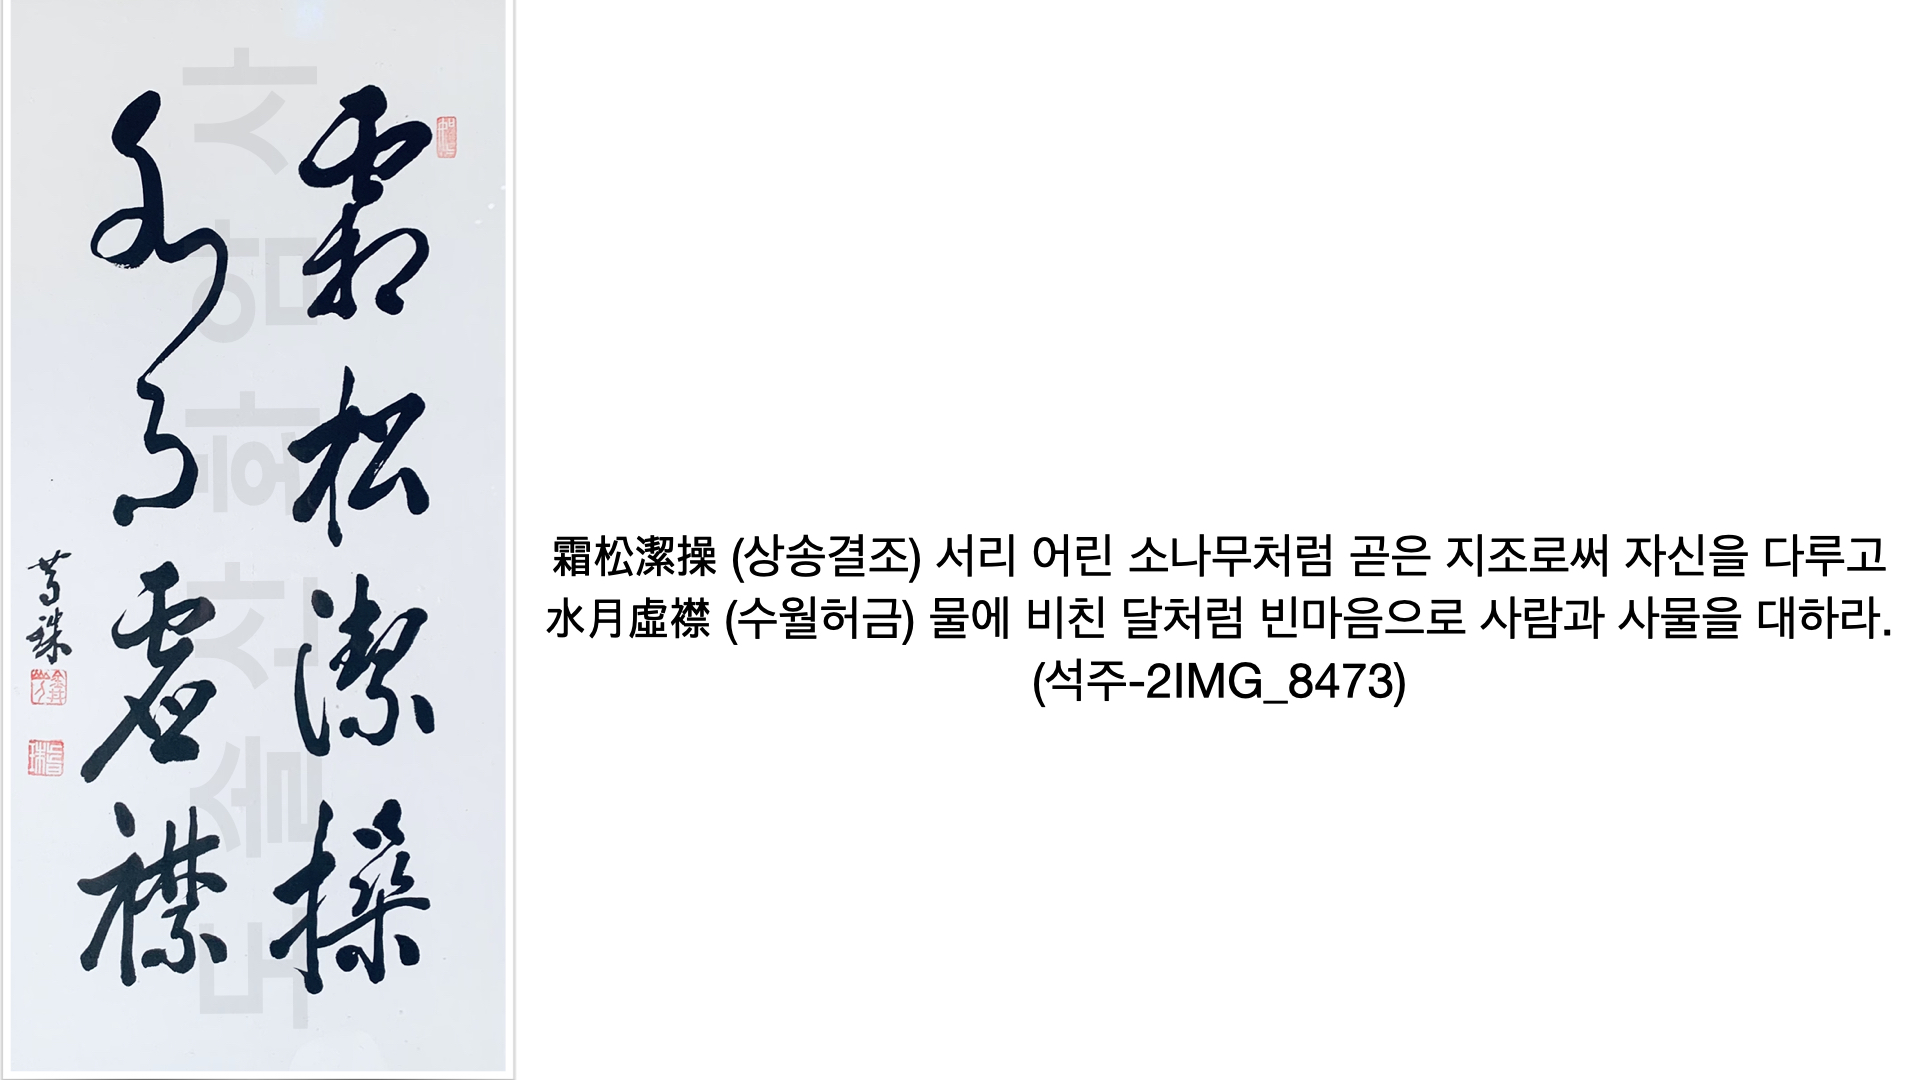 霜松潔操
水月虛襟
霜松潔操 (상송결조) 서리 어린 소나무처럼 곧은 지조로써 자신을 다루고
水月虛襟 (수월허금) 물에 비친 달처럼 빈마음으로 사람과 사물을 대하라.
(석주-2IMG_8473)